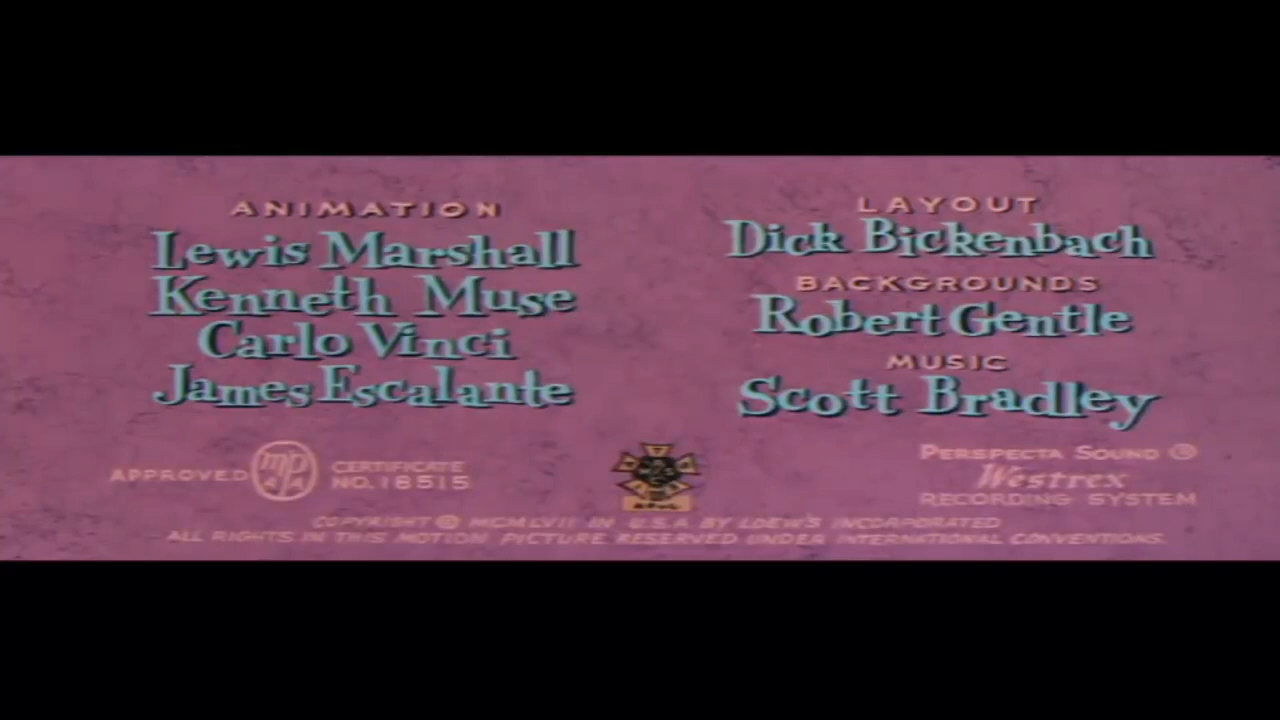 ANIMATION
Lewis Marshall
Kenneth Muse
Carlo Vinci
James Escalante
LAYOUT
Dick Bickenbach
BACKGROUNDS
Robert Gentle
MUSIC
Scott Bradley
APPROVED MPAA CERTIFICATE
NO. 18515
PERSPECTA SOUND ®
Westrex
RECORDING SYSTEM
COPYRIGHT © MCMLVII IN U.S.A BY LOEW'S INCORPORATED
ALL RIGHTS IN THIS MOTION PICTURE RESERVED UNDER INTERNATIONAL CONVENTIONS.